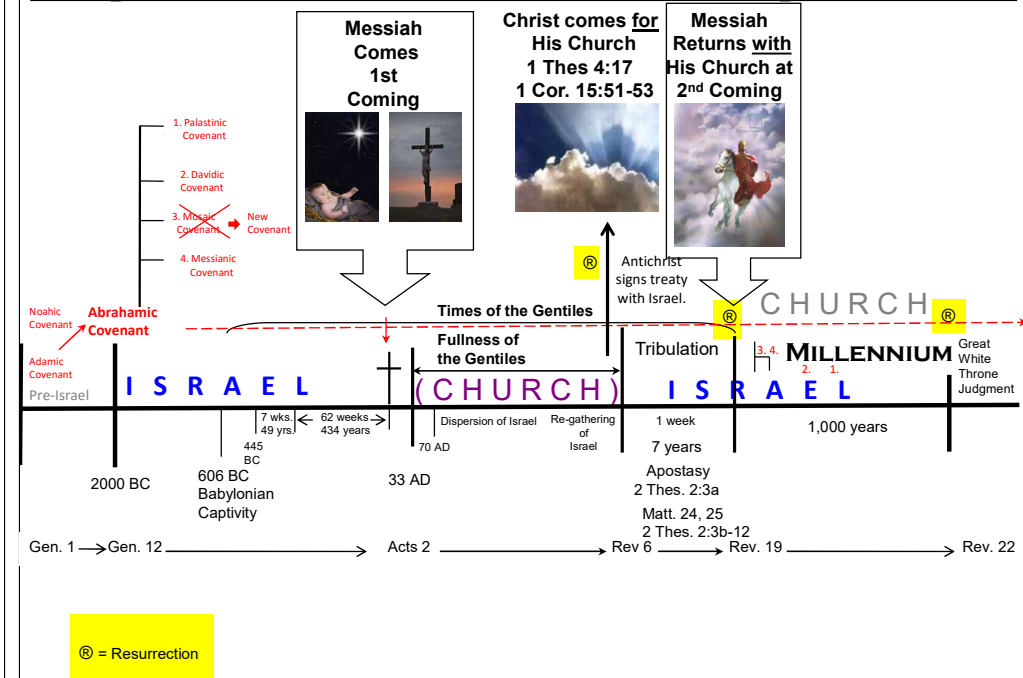 Messiah
Comes
1st
Coming
Christ comes for
His Church
1 Thes 4:17
1 Cor. 15:51-53
Messiah
Returns with
His Church at
2nd Coming
1. Palastinic
Covenant
2. Davidic
Covenant
3. Mosaic
Covenant
New
Covenant
4. Messianic
Covenant
Noahic
Covenant
Abrahamic
Covenant
Adamic
Covenant
Pre-Israel
®
Antichrist
signs treaty
with Israel.
Times of the Gentiles
Fullness of
the Gentiles
®
CHURCH
®
Tribulation
3. 4.
MILLENNIUM
2. 1.
Great
White
Throne
Judgment
ISRAEL
(CHURCH)
ISRAEL
7 wks.
49 yrs.
62 weeks
434 years
445
BC
70 AD
Dispersion of Israel
Re-gathering
of
Israel
1 week
7 years
1,000 years
2000 BC
606 BC
Babylonian
Captivity
33 AD
Apostasy
2 Thes. 2:3a
Matt. 24, 25
2 Thes. 2:3b-12
Gen. 1
Gen. 12
Acts 2
Rev 6
Rev. 19
Rev. 22
® = Resurrection